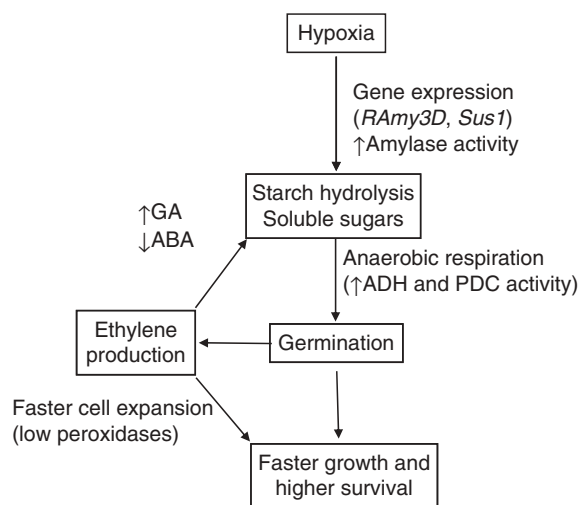 Hypoxia
Gene expression
(RAmy3D, Sus1)
↑Amylase activity
Starch hydrolysis
Soluble sugars
↑GA
↓ABA
Anaerobic respiration
(↑ADH and PDC activity)
Ethylene
production
Germination
Faster cell expansion
(low peroxidases)
Faster growth and
higher survival